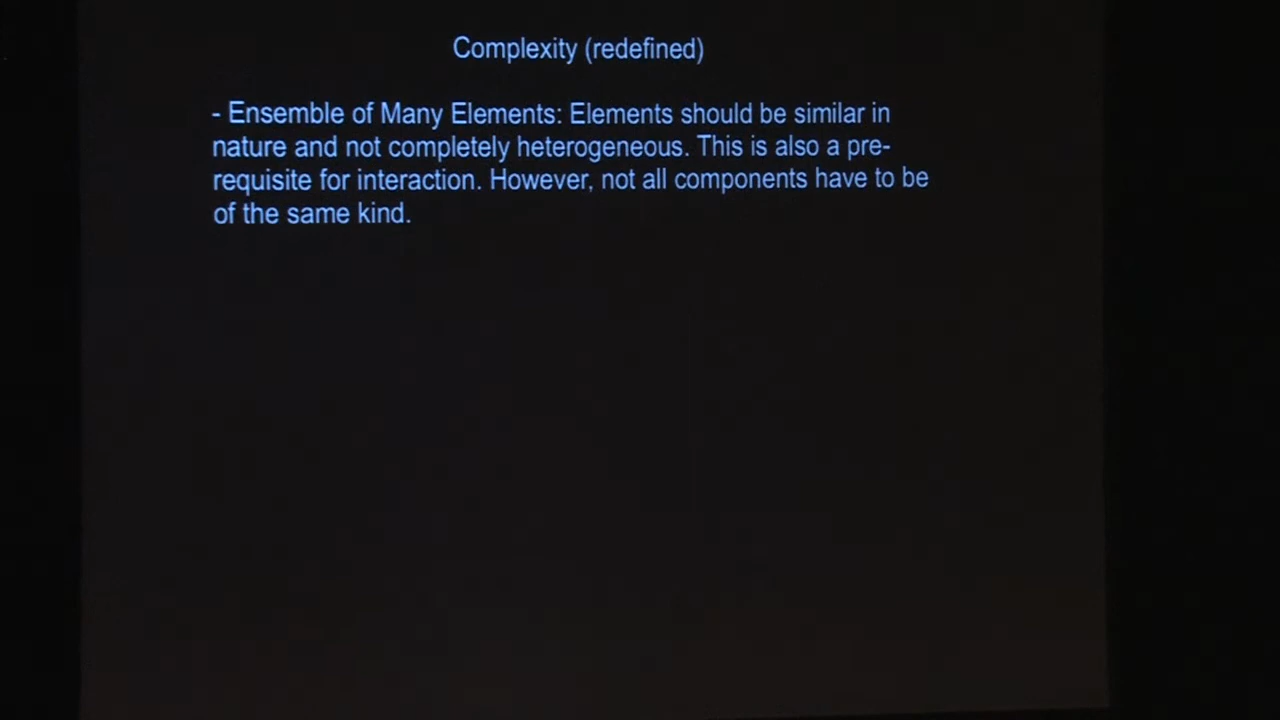 Complexity (redefined)
- Ensemble of Many Elements: Elements should be similar in
nature and not completely heterogeneous. This is also a pre-
requisite for interaction. However, not all components have to be
of the same kind.